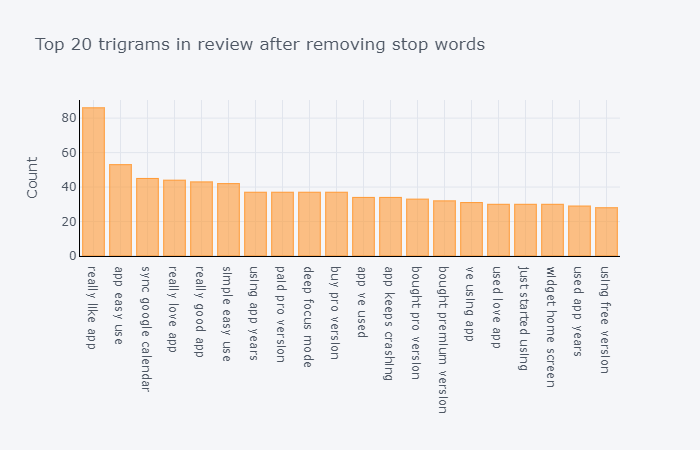 Top 20 trigrams in review after removing stop words
Count
80
60
40
20
0
really like app
app easy use
sync google calendar
really love app
really good app
simple easy use
using app years
paid pro version
deep focus mode
buy pro version
app ve used
app keeps crashing
bought pro version
bought premium version
ve using app
used love app
just started using
widget home screen
used app years
using free version